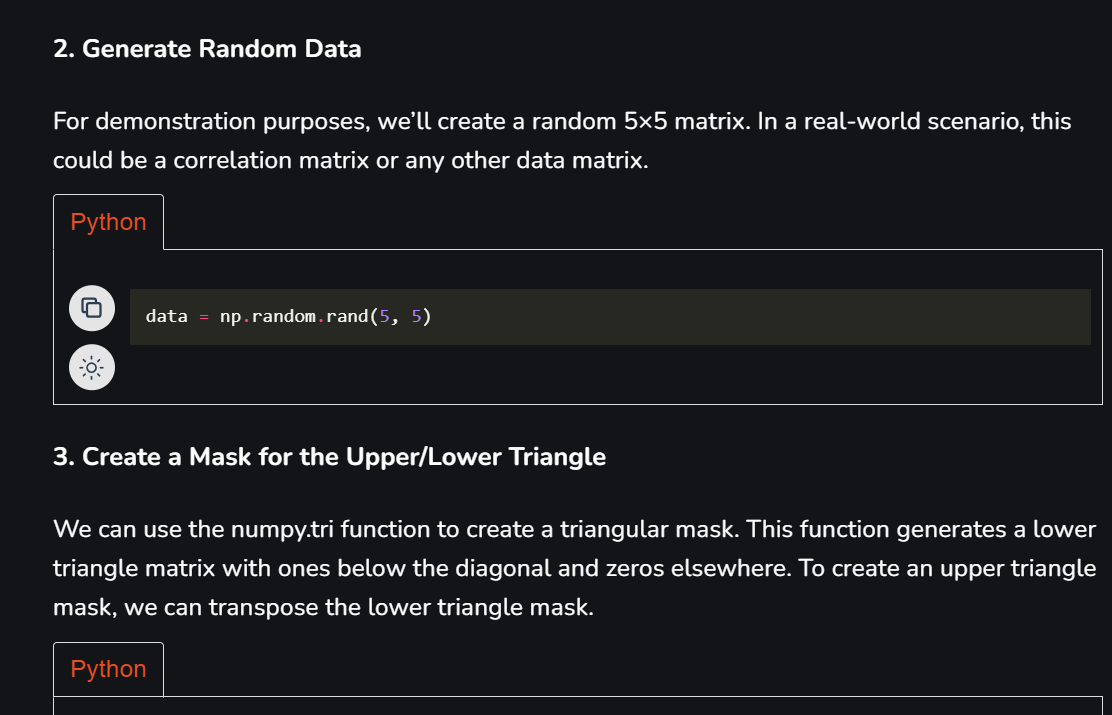 2. Generate Random Data
For demonstration purposes, we’ll create a random 5×5 matrix. In a real-world scenario, this
could be a correlation matrix or any other data matrix.
Python
data = np.random.rand(5, 5)
3. Create a Mask for the Upper/Lower Triangle
We can use the numpy.tri function to create a triangular mask. This function generates a lower
triangle matrix with ones below the diagonal and zeros elsewhere. To create an upper triangle
mask, we can transpose the lower triangle mask.
Python